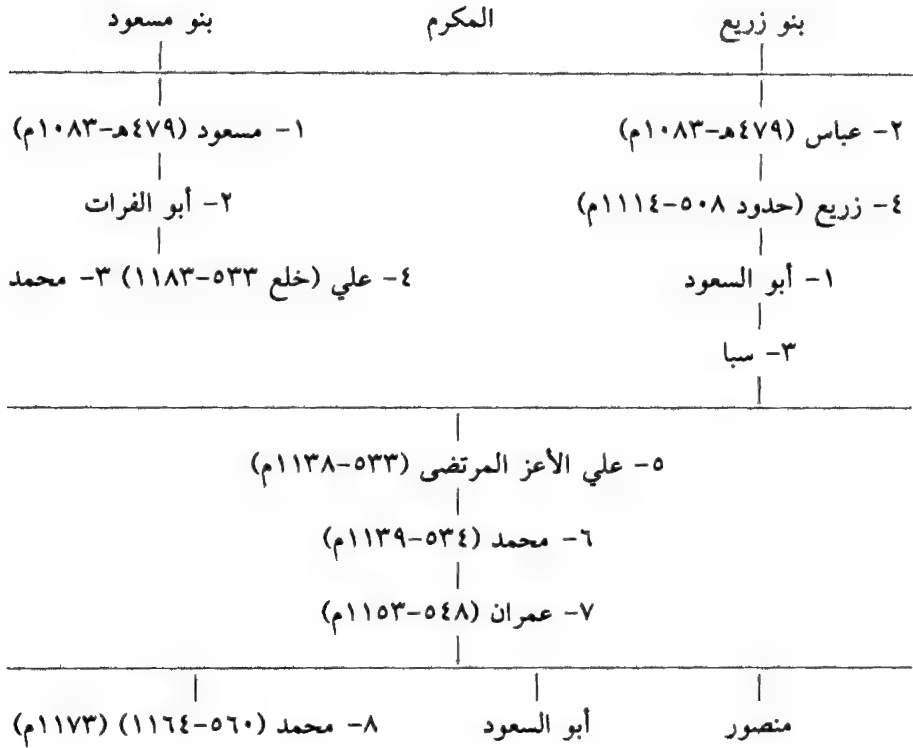 بنو زريع المكرم بنو مسعود
٢- عباس (٤٧٩هـ-١٠٨٣م) ١- مسعود (٤٧٩هـ-١٠٨٣م)
٤- زريع (حدود ٥٠٨-١١١٤م) ٢- أبو الفرات
١- أبو السعود ٤- علي (خلع ٥٣٣-١١٨٣) ٣- محمد
٣- سبا
٥- علي الأعز المرتضى (٥٣٣-١١٣٨م)
٦- محمد (٥٣٤-١١٣٩م)
٧- عمران (٥٤٨-١١٥٣م)
منصور أبو السعود ٨- محمد (٥٦٠-١١٦٤) (١١٧٣م)